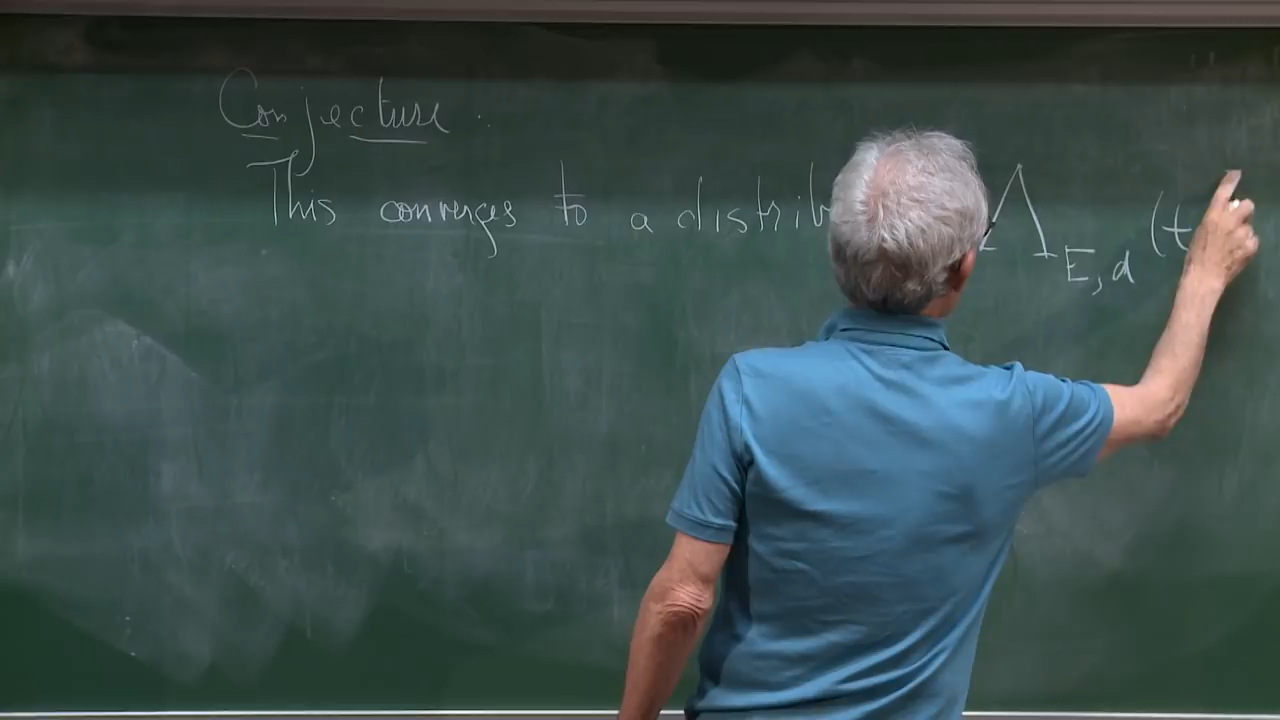 Conjecture :
This converges to a distrib Λ_{E,d} (t